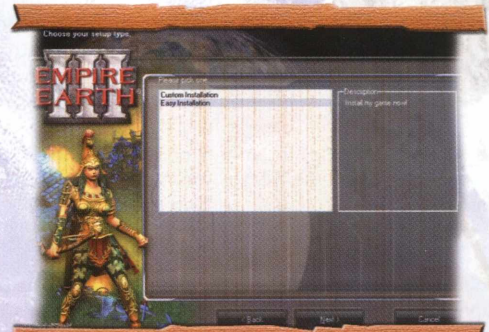 Choose your setup type.
EMPIRE
EARTH
III
Please pick one
Custom Installation
Easy Installation
Description
Install my game now!
< Back
Next >
Cancel